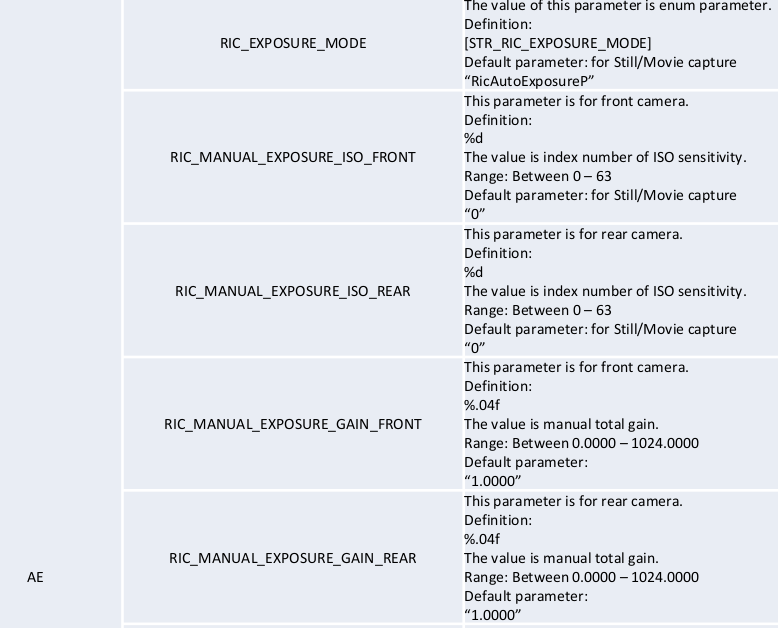 The value of this parameter is enum parameter.
Definition:
RIC_EXPOSURE_MODE
[STR_RIC_EXPOSURE_MODE]
Default parameter: for Still/Movie capture
“RicAutoExposureP”
This parameter is for front camera.
Definition:
%d
RIC_MANUAL_EXPOSURE_ISO_FRONT
The value is index number of ISO sensitivity.
Range: Between 0 – 63
Default parameter: for Still/Movie capture
“0”
This parameter is for rear camera.
Definition:
%d
RIC_MANUAL_EXPOSURE_ISO_REAR
The value is index number of ISO sensitivity.
Range: Between 0 – 63
Default parameter: for Still/Movie capture
“0”
This parameter is for front camera.
Definition:
%.04f
RIC_MANUAL_EXPOSURE_GAIN_FRONT
The value is manual total gain.
Range: Between 0.0000 – 1024.0000
Default parameter:
“1.0000”
This parameter is for rear camera.
Definition:
%.04f
RIC_MANUAL_EXPOSURE_GAIN_REAR
The value is manual total gain.
AE
Range: Between 0.0000 – 1024.0000
Default parameter:
“1.0000”